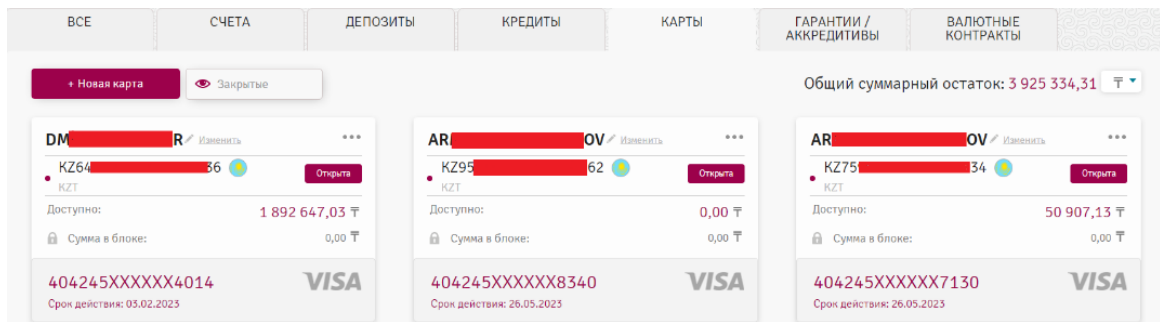 ВСЕ СЧЕТА ДЕПОЗИТЫ КРЕДИТЫ КАРТЫ ГАРАНТИИ / АККРЕДИТИВЫ ВАЛЮТНЫЕ КОНТРАКТЫ
+ Новая карта Закрытые Общий суммарный остаток: 3 925 334,31 ₸
DM R Изменить
KZ64 36 Открыта
KZT
Доступно: 1 892 647,03 ₸
Сумма в блоке: 0,00 ₸
404245XXXXXX4014 VISA
Срок действия: 03.02.2023
AR OV Изменить
KZ95 62 Открыта
KZT
Доступно: 0,00 ₸
Сумма в блоке: 0,00 ₸
404245XXXXXX8340 VISA
Срок действия: 26.05.2023
AR OV Изменить
KZ75 34 Открыта
KZT
Доступно: 50 907,13 ₸
Сумма в блоке: 0,00 ₸
404245XXXXXX7130 VISA
Срок действия: 26.05.2023